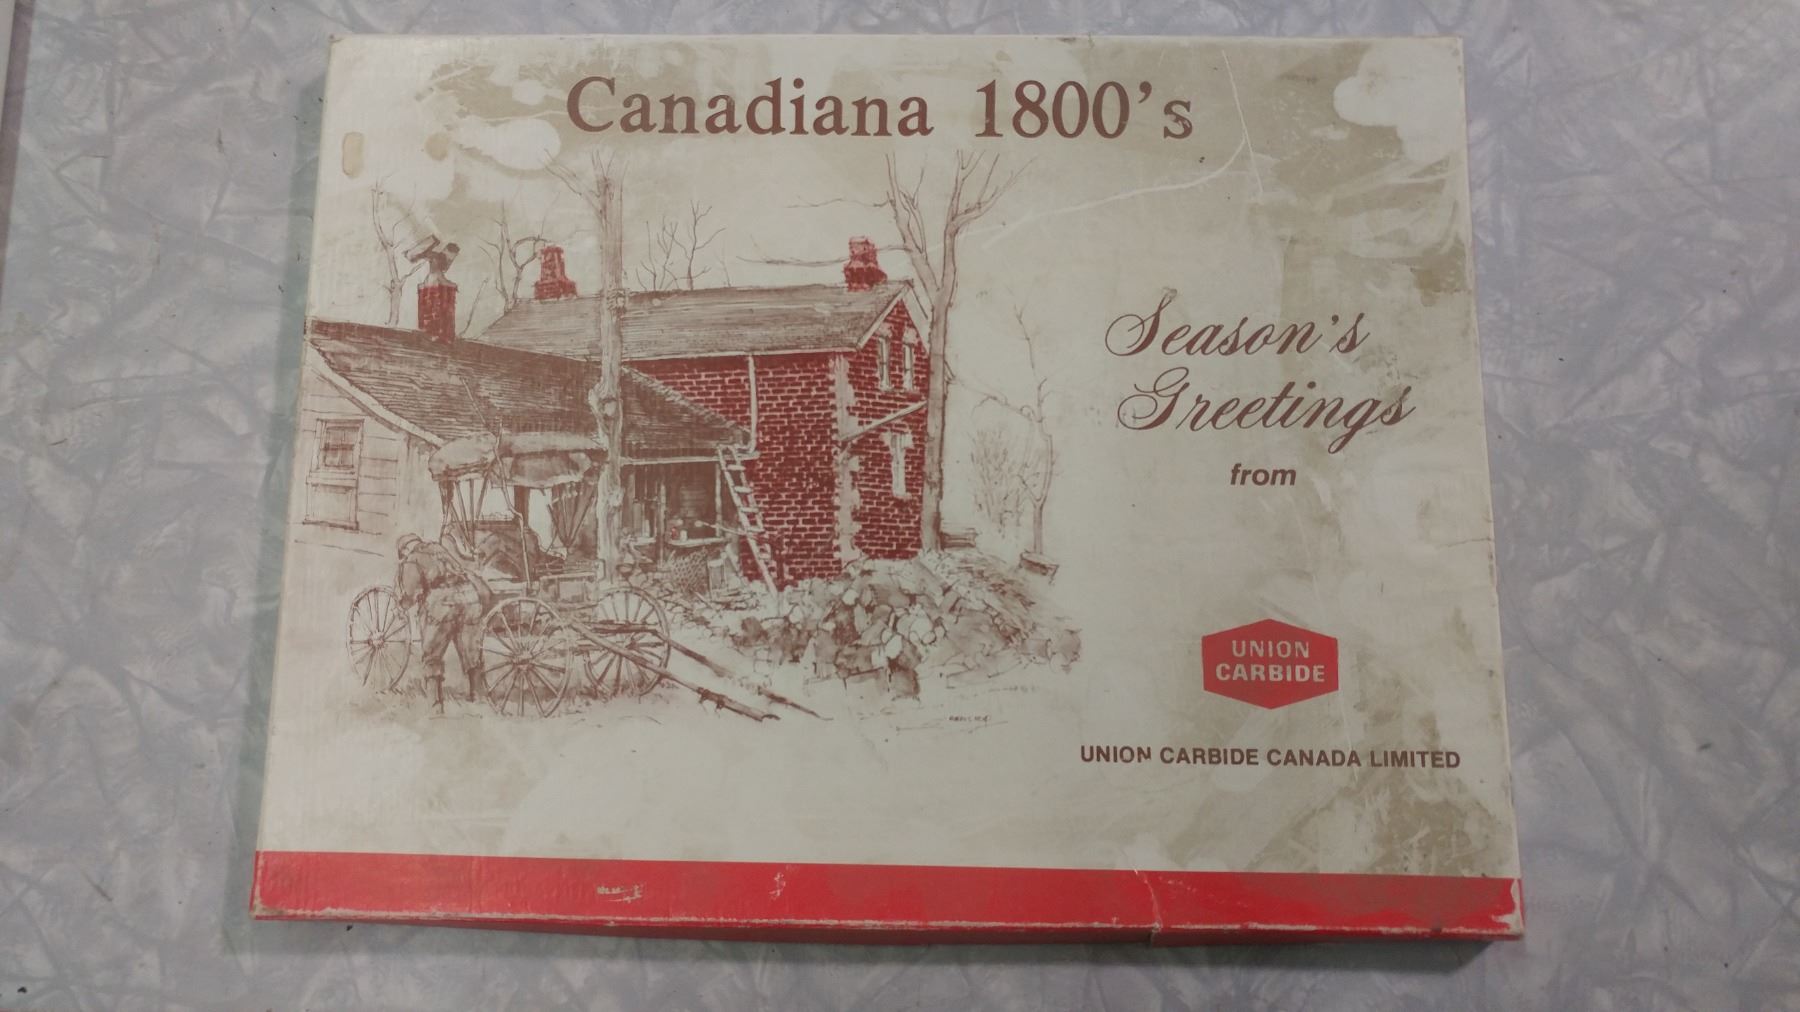 Canadiana 1800's
Season's
Greetings
from
UNION
CARBIDE
UNION CARBIDE CANADA LIMITED